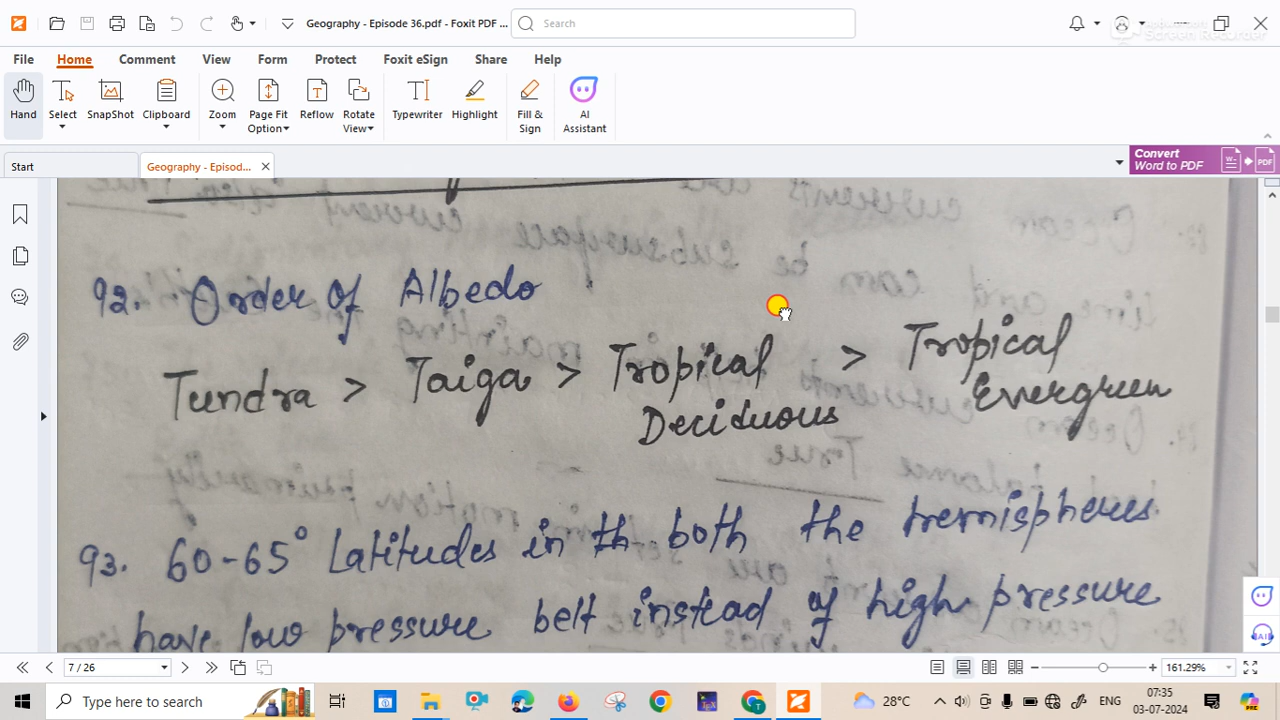 Geography - Episode 36.pdf - Foxit PDF ...
Search
Screen Recorder
File Home Comment View Form Protect Foxit eSign Share Help
Hand Select SnapShot Clipboard Zoom Page Fit Option Reflow Rotate View Typewriter Highlight Fill & Sign AI Assistant
Start
Geography - Episod...
Convert
Word to PDF
92. Order of Albedo
Tundra > Taiga > Tropical Deciduous > Tropical Evergreen
93. 60-65° Latitudes in th both the hemispheres
have low pressure belt instead of high pressure
7 / 26
161.29%
Type here to search
28°C
ENG
07:35
03-07-2024